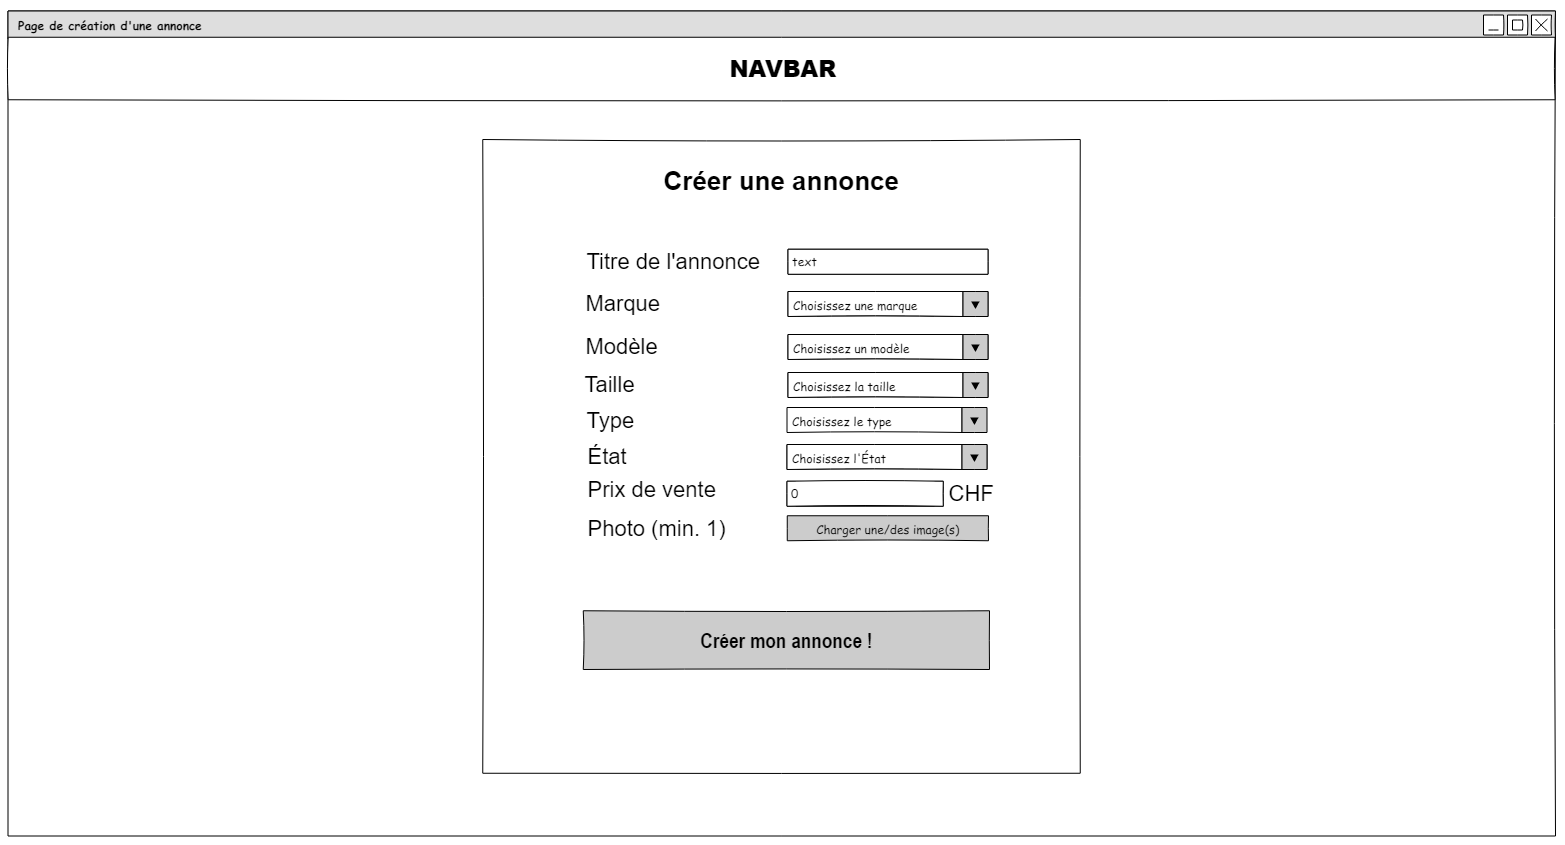 Page de création d'une annonce
NAVBAR
Créer une annonce
Titre de l'annonce text
Marque Choisissez une marque
Modèle Choisissez un modèle
Taille Choisissez la taille
Type Choisissez le type
État Choisissez l'État
Prix de vente 0 CHF
Photo (min. 1) Charger une/des image(s)
Créer mon annonce !